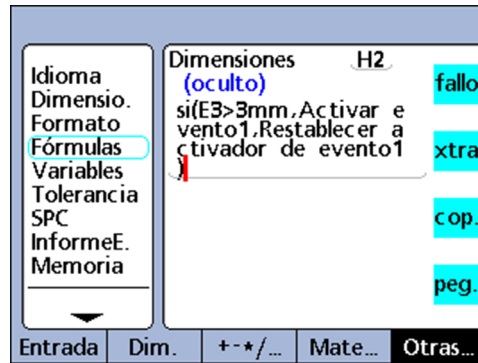 Idioma
Dimensio.
Formato
Fórmulas
Variables
Tolerancia
SPC
InformeE.
Memoria
Dimensiones H2
(oculto)
si(E3>3mm,Activar e
vento1,Restablecer a
ctivador de evento1
)
fallo
xtra
cop.
peg.
Entrada Dim. +-*/... Mate... Otras...